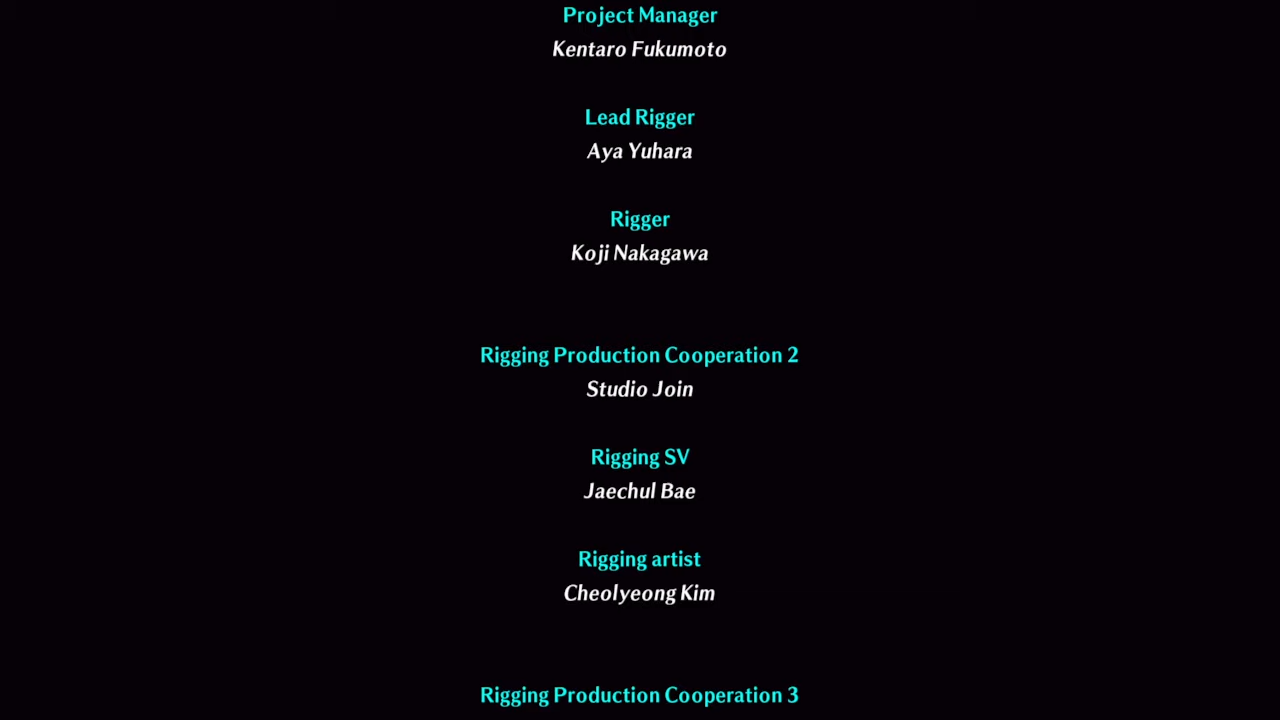 Project Manager
Kentaro Fukumoto
Lead Rigger
Aya Yuhara
Rigger
Koji Nakagawa
Rigging Production Cooperation 2
Studio Join
Rigging SV
Jaechul Bae
Rigging artist
Cheolyeong Kim
Rigging Production Cooperation 3